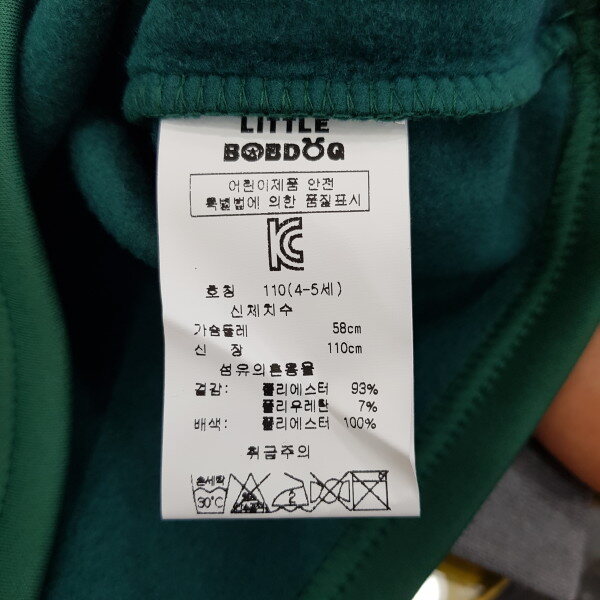 LITTLE
BOBDOG
어린이제품 안전
특별법에 의한 품질표시
호칭 110(4-5세)
신체치수
가슴둘레 58cm
신 장 110cm
섬유의혼용율
겉감: 폴리에스터 93%
폴리우레탄 7%
배색: 폴리에스터 100%
취급주의
손세탁
30℃